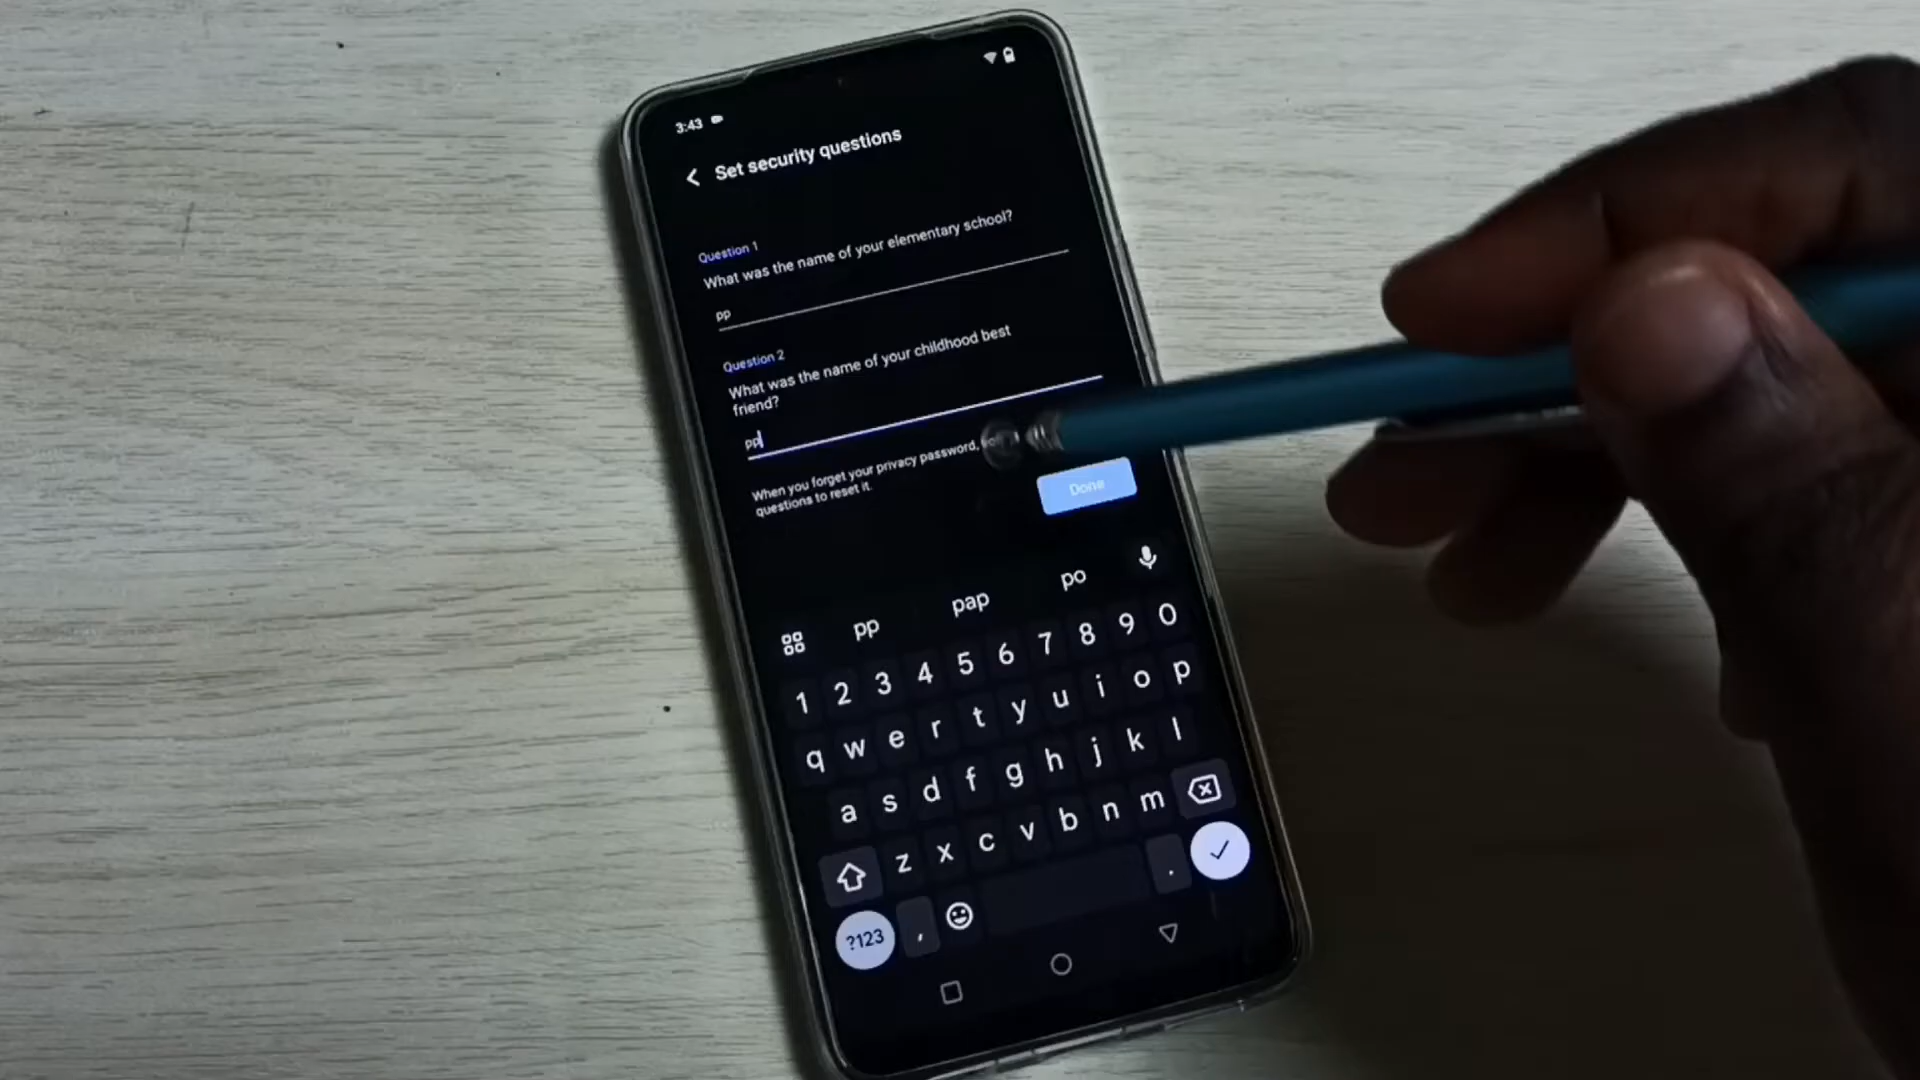 3:43
Set security questions
Question 1
What was the name of your elementary school?
pp
Question 2
What was the name of your childhood best
friend?
pp
When you forget your privacy password,
questions to reset it.
Done
pp pap po
1 2 3 4 5 6 7 8 9 0
q w e r t y u i o p
a s d f g h j k l
z x c v b n m
?123 , .